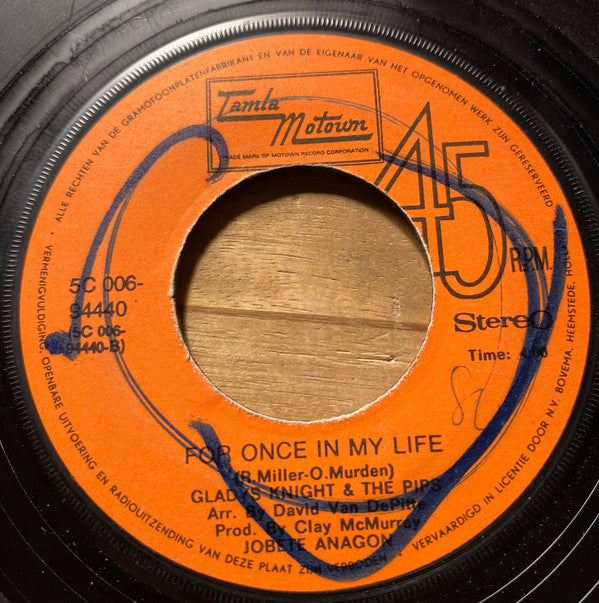 ALLE RECHTEN VAN DE GRAMOFOONPLATENFABRIKANT EN VAN DE EIGENAAR VAN HET OPGENOMEN WERK ZIJN GERESERVEERD
Tamla Motown
TRADE MARK OF MOTOWN RECORD CORPORATION
45
R.P.M.
5C 006-
94440
(5C 006-
94440-B)
Stereo
Time: 4.00
FOR ONCE IN MY LIFE
(R.Miller-O.Murden)
GLADYS KNIGHT & THE PIPS
Arr. By David Van DePitte
Prod. By Clay McMurray
JOBETE ANAGON
VERMENIGVULDIGING, OPENBARE UITVOERING EN RADIOUITZENDING VAN DEZE PLAAT ZIJN VERBODEN
VERVAARDIGD IN LICENTIE DOOR N.V. BOVEMA, HEEMSTEDE, HOLLAND